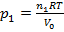 p₁ = n₁RT / V₀